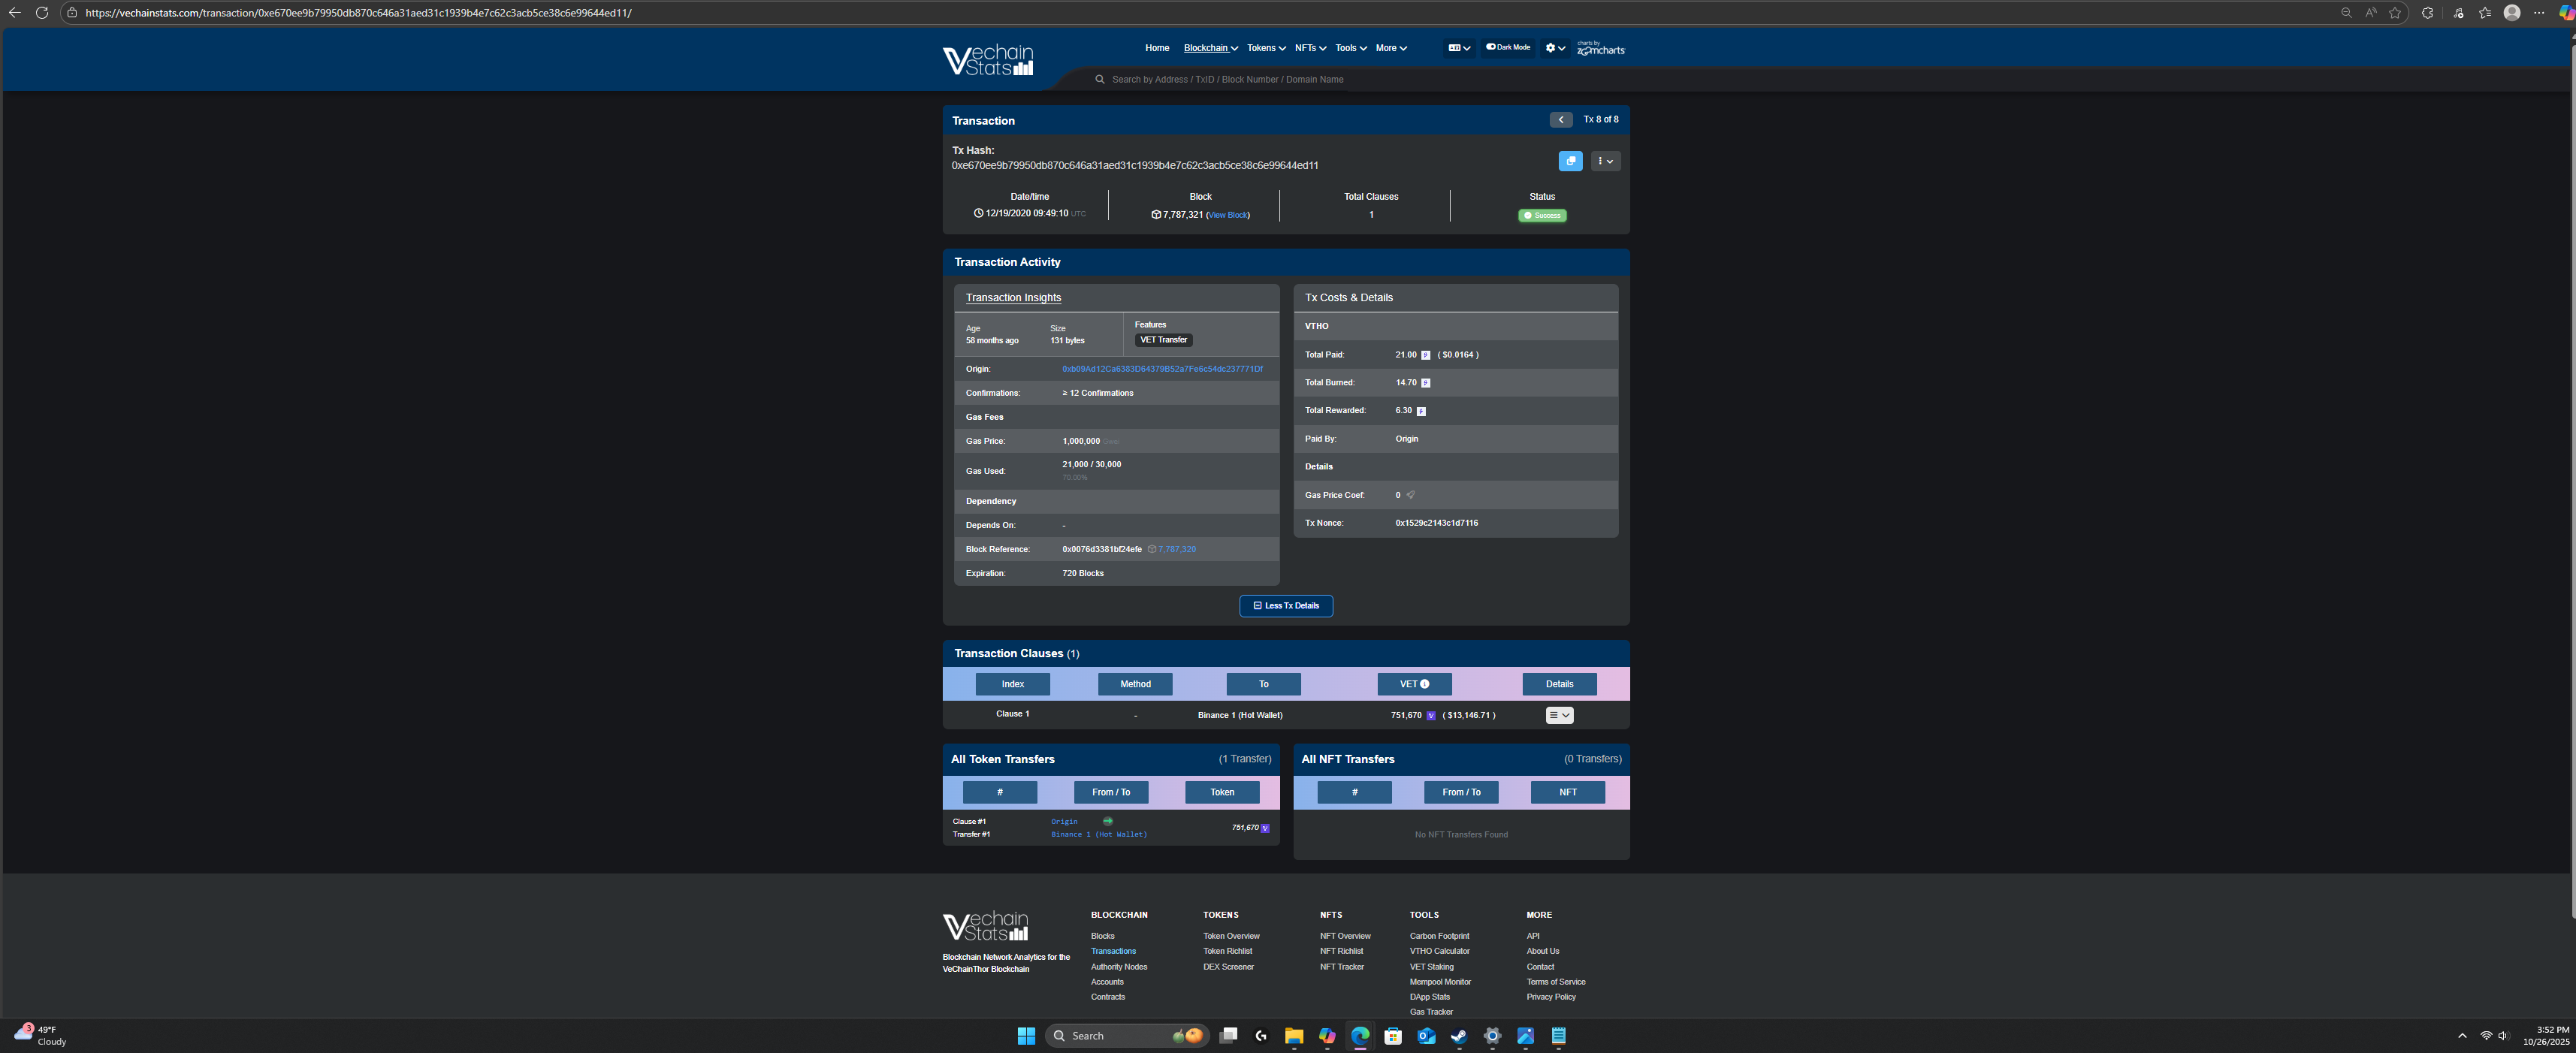 https://vechainstats.com/transaction/0xe670ee9b79950db870c646a31aed31c1939b4e7c62c3acb5ce38c6e99644ed11/
Vechain Stats
Home Blockchain Tokens NFTs Tools More Dark Mode charts by zoomcharts
Search by Address / TxID / Block Number / Domain Name
Transaction Tx 8 of 8
Tx Hash:
0xe670ee9b79950db870c646a31aed31c1939b4e7c62c3acb5ce38c6e99644ed11
Date/time Block Total Clauses Status
12/19/2020 09:49:10 UTC 7,787,321 (View Block) 1 Success
Transaction Activity
Transaction Insights
Age Size Features
58 months ago 131 bytes VET Transfer
Origin: 0xb09Ad12Ca6383D64379B52a7Fe6c54dc237771Df
Confirmations: ≥ 12 Confirmations
Gas Fees
Gas Price: 1,000,000
Gas Used: 21,000 / 30,000
70.00%
Dependency
Depends On: -
Block Reference: 0x0076d3381bf24efe 7,787,320
Expiration: 720 Blocks
Tx Costs & Details
VTHO
Total Paid: 21.00 ( $0.0164 )
Total Burned: 14.70
Total Rewarded: 6.30
Paid By: Origin
Details
Gas Price Coef: 0
Tx Nonce: 0x1529c2143c1d7116
Less Tx Details
Transaction Clauses (1)
Index Method To VET Details
Clause 1 - Binance 1 (Hot Wallet) 751,670 ( $13,146.71 )
All Token Transfers (1 Transfer)
# From / To Token
Clause #1 Origin
Transfer #1 Binance 1 (Hot Wallet) 751,670
All NFT Transfers (0 Transfers)
# From / To NFT
No NFT Transfers Found
Vechain Stats
Blockchain Network Analytics for the
VeChainThor Blockchain
BLOCKCHAIN
Blocks
Transactions
Authority Nodes
Accounts
Contracts
TOKENS
Token Overview
Token Richlist
DEX Screener
NFTS
NFT Overview
NFT Richlist
NFT Tracker
TOOLS
Carbon Footprint
VTHO Calculator
VET Staking
Mempool Monitor
DApp Stats
Gas Tracker
MORE
API
About Us
Contact
Terms of Service
Privacy Policy
3
49°F
Cloudy
Search
3:52 PM
10/26/2025